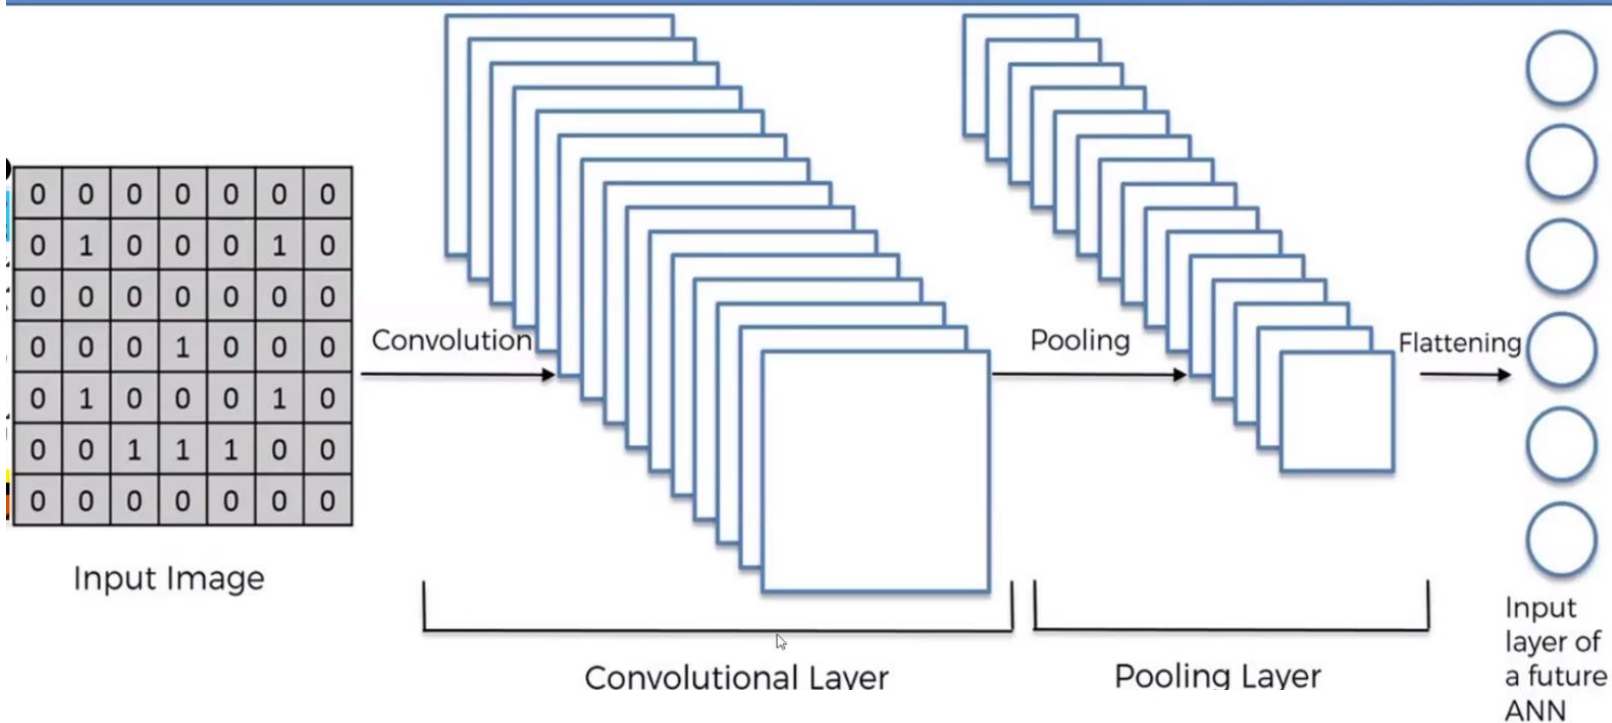 0 0 0 0 0 0 0
0 1 0 0 0 1 0
0 0 0 0 0 0 0
0 0 0 1 0 0 0
0 1 0 0 0 1 0
0 0 1 1 1 0 0
0 0 0 0 0 0 0
Input Image
Convolution
Convolutional Layer
Pooling
Pooling Layer
Flattening
Input
layer of
a future
ANN